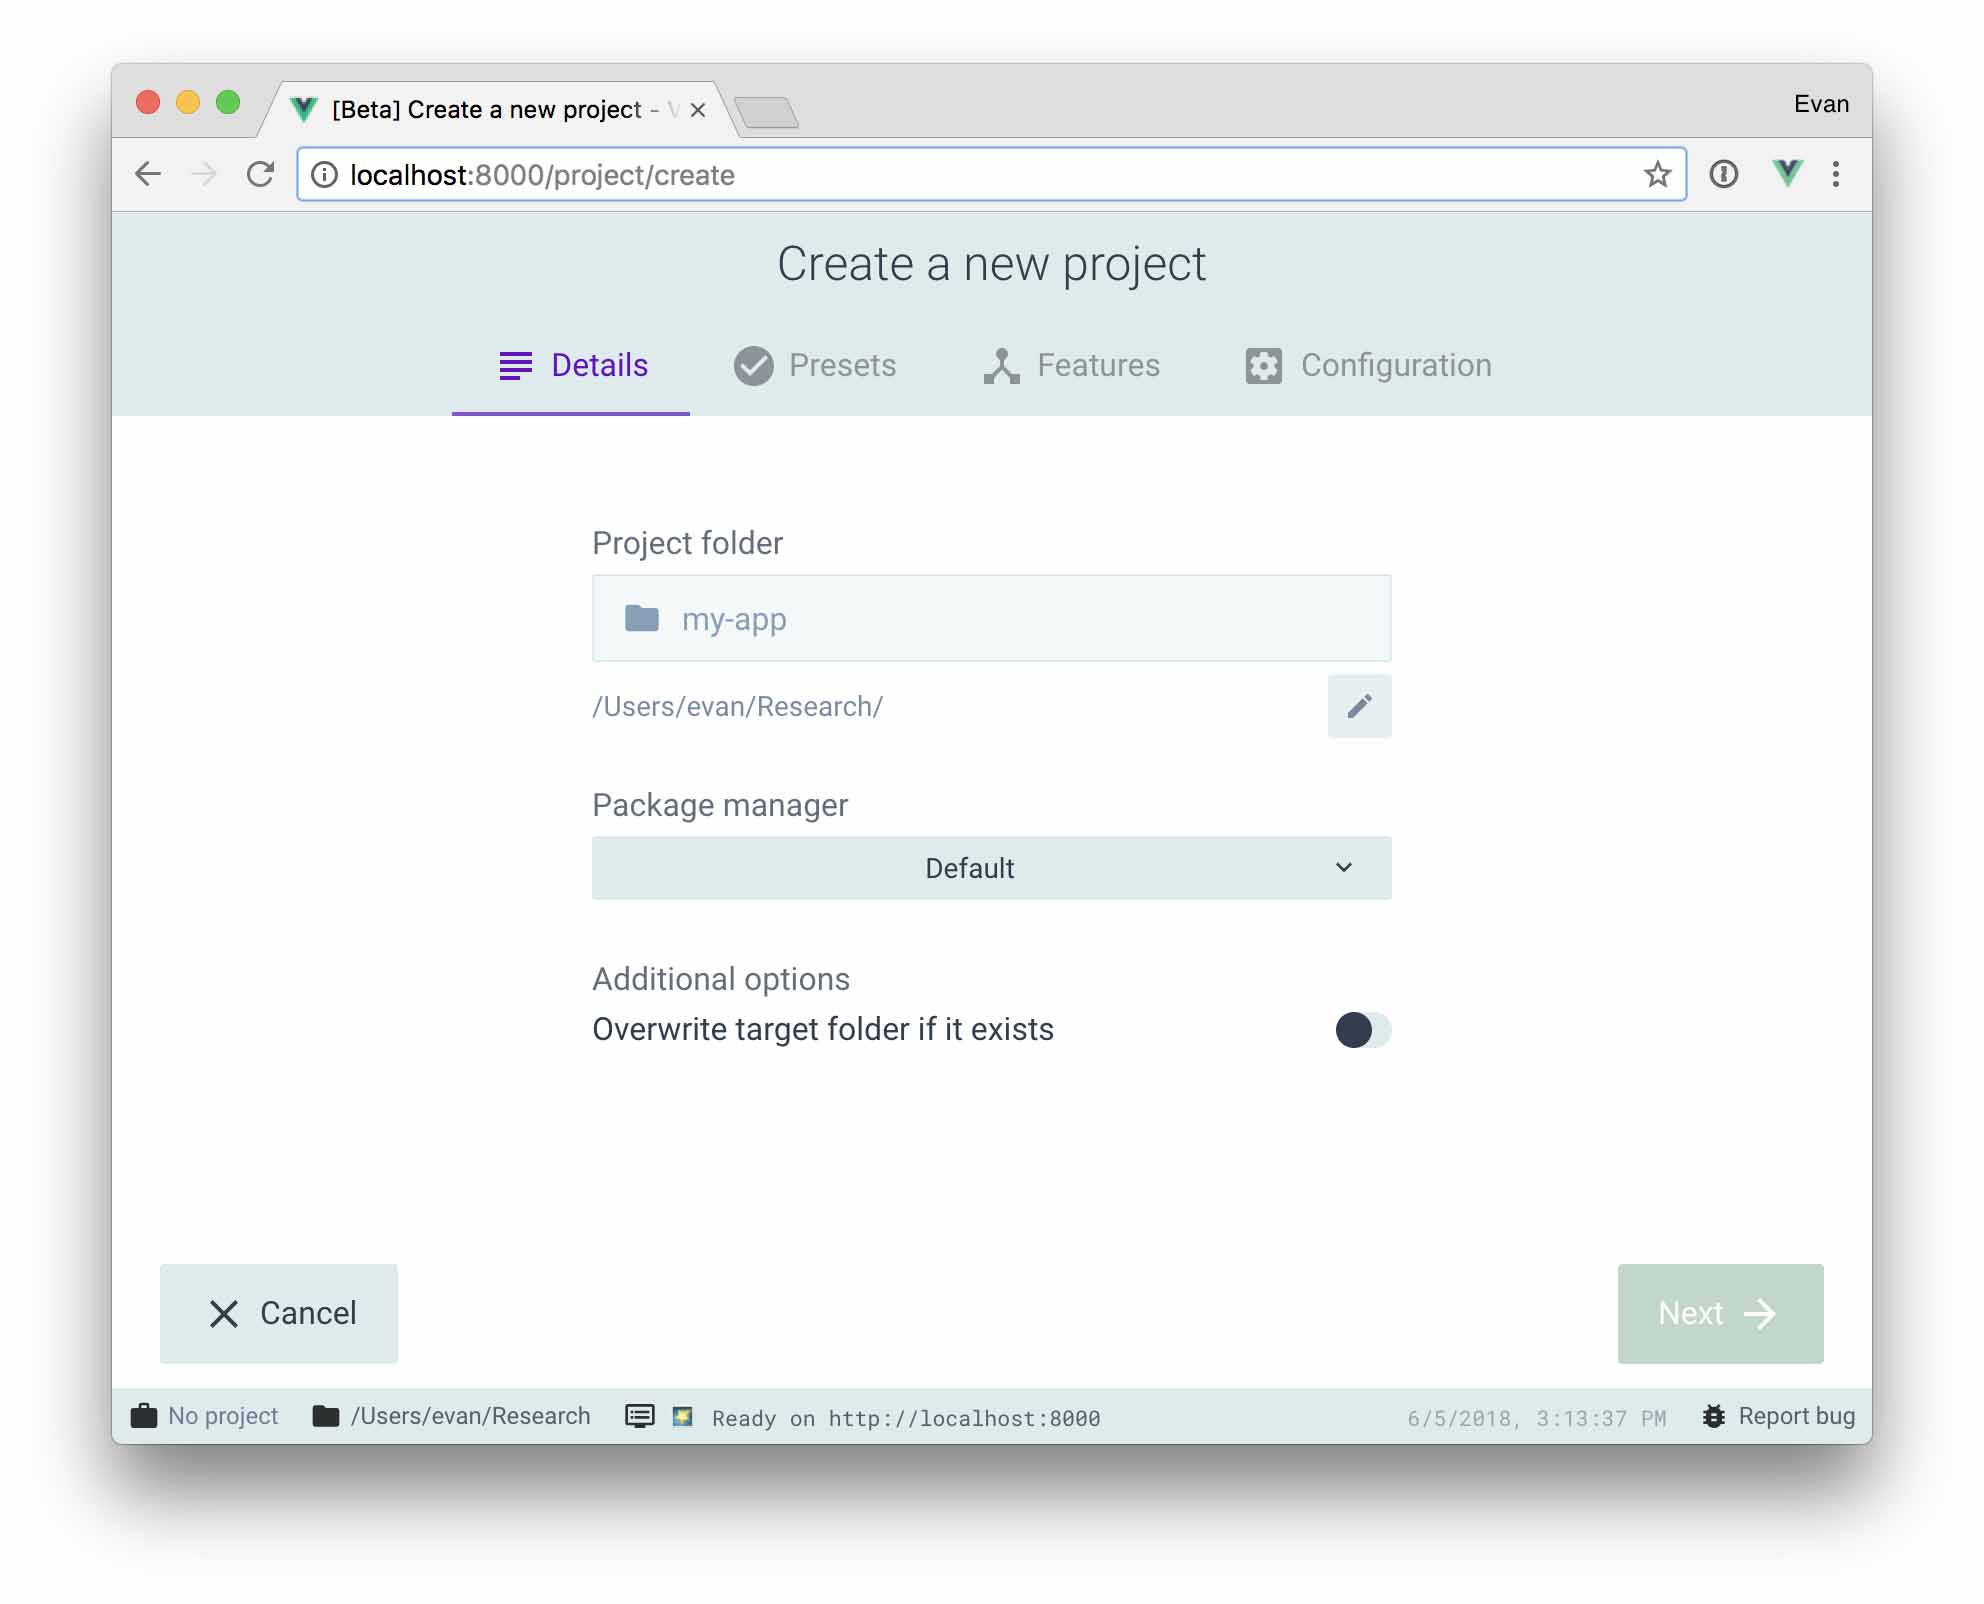 [Beta] Create a new project -
Evan
localhost:8000/project/create
Create a new project
Details
Presets
Features
Configuration
Project folder
my-app
/Users/evan/Research/
Package manager
Default
Additional options
Overwrite target folder if it exists
Cancel
Next
No project
/Users/evan/Research
Ready on http://localhost:8000
6/5/2018, 3:13:37 PM
Report bug